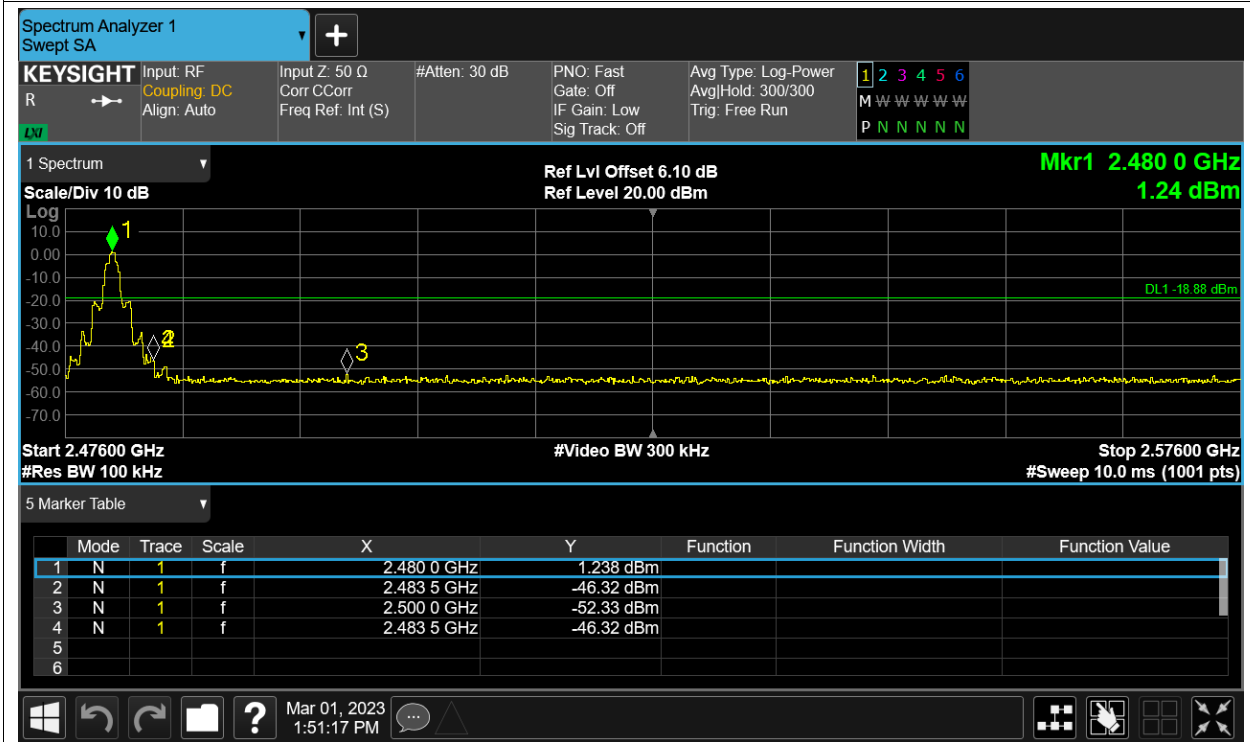 Spectrum Analyzer 1
Swept SA
+
KEYSIGHT
R
LXI
Input: RF
Coupling: DC
Align: Auto
Input Z: 50 Ω
Corr CCorr
Freq Ref: Int (S)
#Atten: 30 dB
PNO: Fast
Gate: Off
IF Gain: Low
Sig Track: Off
Avg Type: Log-Power
Avg|Hold: 300/300
Trig: Free Run
1 2 3 4 5 6
M W W W W W
P N N N N N
1 Spectrum
Scale/Div 10 dB
Ref Lvl Offset 6.10 dB
Ref Level 20.00 dBm
Mkr1 2.480 0 GHz
1.24 dBm
Log
10.0
0.00
-10.0
-20.0
-30.0
-40.0
-50.0
-60.0
-70.0
1
3
DL1 -18.88 dBm
Start 2.47600 GHz
#Video BW 300 kHz
Stop 2.57600 GHz
#Res BW 100 kHz
#Sweep 10.0 ms (1001 pts)
5 Marker Table
Mode Trace Scale X Y Function Function Width Function Value
1 N 1 f 2.480 0 GHz 1.238 dBm
2 N 1 f 2.483 5 GHz -46.32 dBm
3 N 1 f 2.500 0 GHz -52.33 dBm
4 N 1 f 2.483 5 GHz -46.32 dBm
5
6
?
Mar 01, 2023
1:51:17 PM